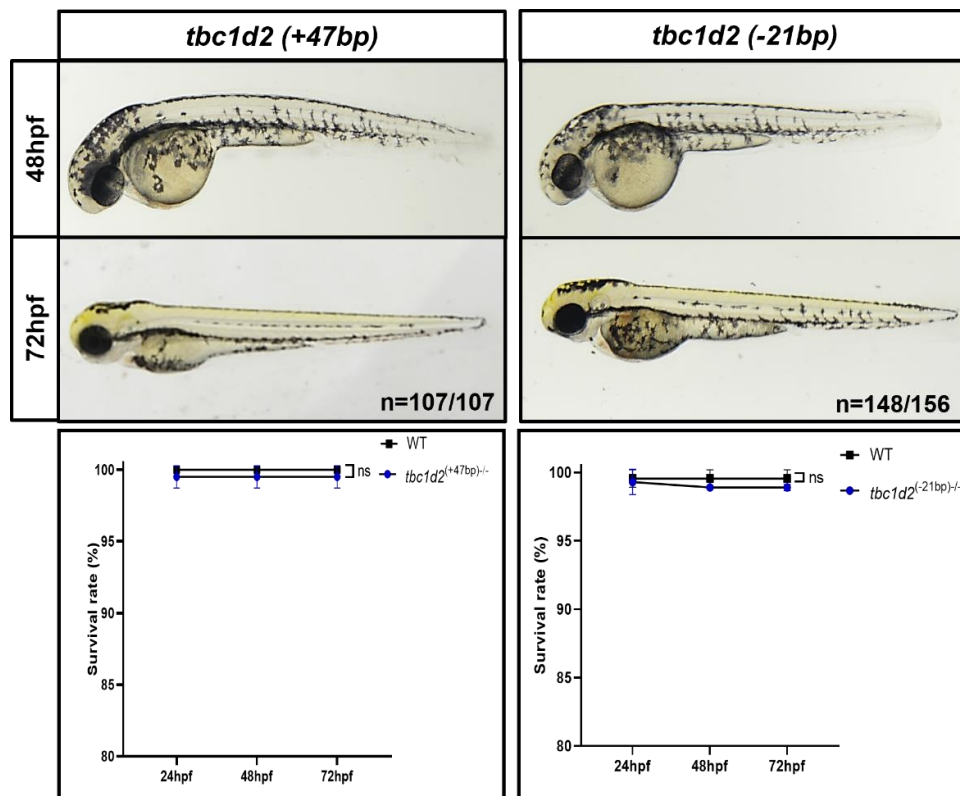 tbc1d2 (+47bp)
tbc1d2 (-21bp)
48hpf
72hpf
n=107/107
n=148/156
WT
ns
tbc1d2(+47bp)-/-
Survival rate (%)
100
95
90
85
80
24hpf
48hpf
72hpf
WT
ns
tbc1d2(-21bp)-/-
Survival rate (%)
100
95
90
85
80
24hpf
48hpf
72hpf